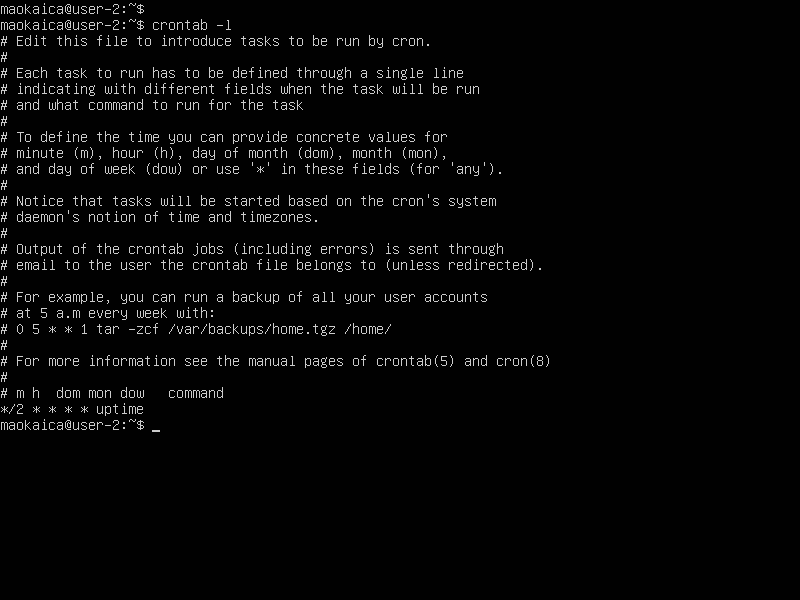 maokaica@user-2:~$
maokaica@user-2:~$ crontab -l
# Edit this file to introduce tasks to be run by cron.
#
# Each task to run has to be defined through a single line
# indicating with different fields when the task will be run
# and what command to run for the task
#
# To define the time you can provide concrete values for
# minute (m), hour (h), day of month (dom), month (mon),
# and day of week (dow) or use '*' in these fields (for 'any').
#
# Notice that tasks will be started based on the cron's system
# daemon's notion of time and timezones.
#
# Output of the crontab jobs (including errors) is sent through
# email to the user the crontab file belongs to (unless redirected).
#
# For example, you can run a backup of all your user accounts
# at 5 a.m every week with:
# 0 5 * * 1 tar -zcf /var/backups/home.tgz /home/
#
# For more information see the manual pages of crontab(5) and cron(8)
#
# m h  dom mon dow   command
*/2 * * * * uptime
maokaica@user-2:~$ _